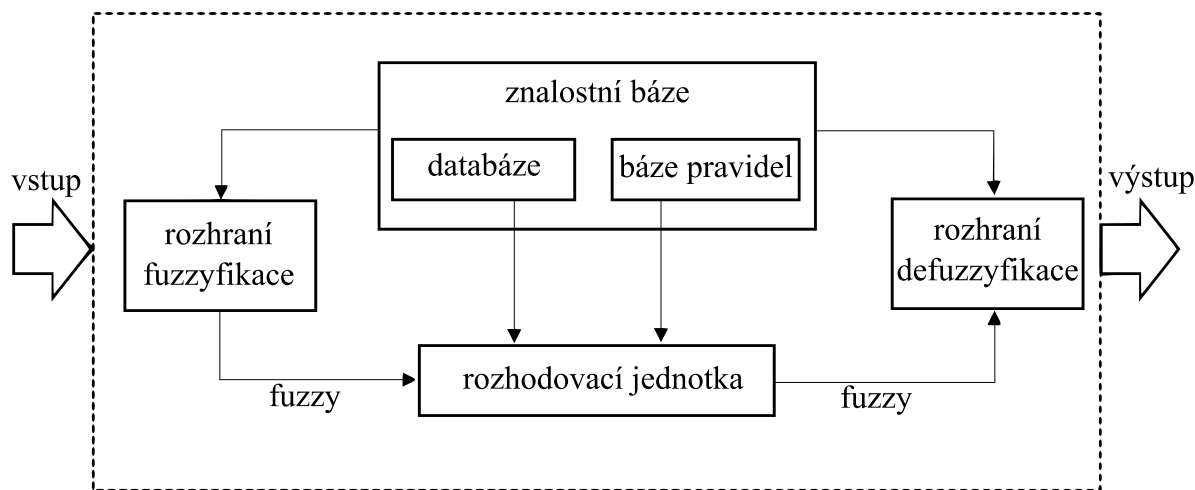 znalostní báze
databáze
báze pravidel
vstup
výstup
rozhraní
fuzzyfikace
rozhraní
defuzzyfikace
rozhodovací jednotka
fuzzy
fuzzy